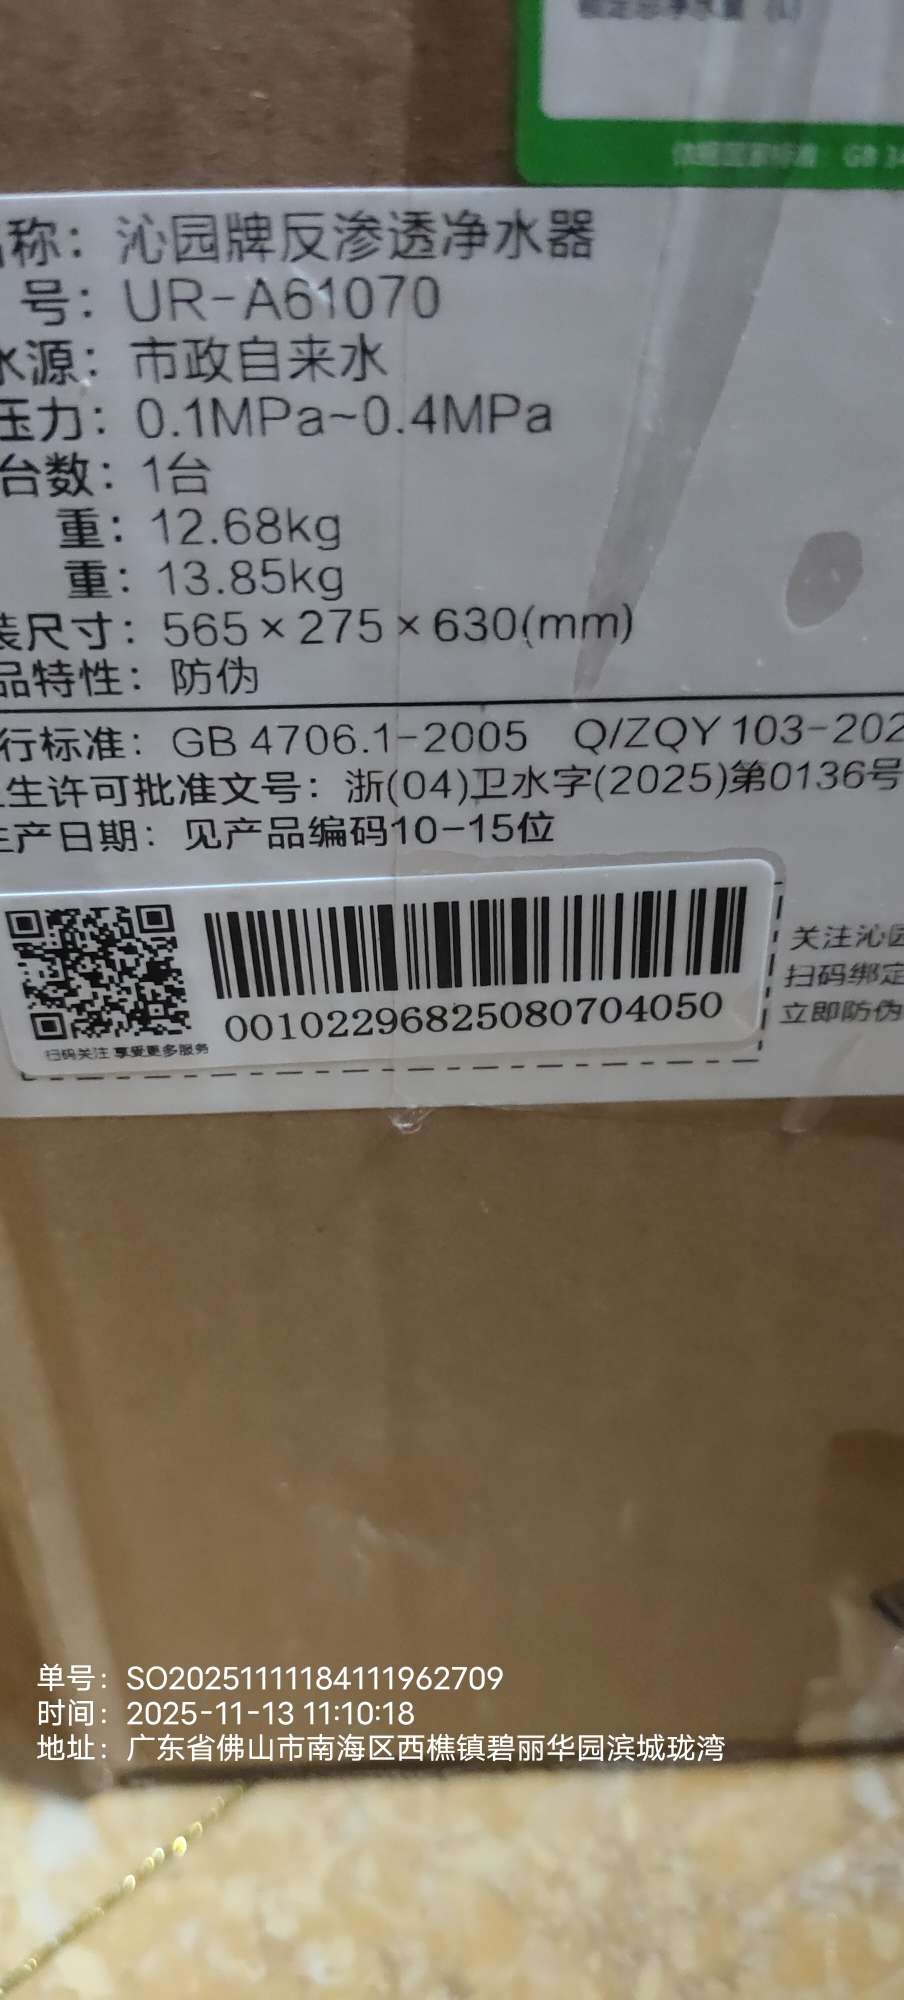 称：沁园牌反渗透净水器
号：UR-A61070
水源：市政自来水
压力：0.1MPa~0.4MPa
台数：1台
重：12.68kg
重：13.85kg
装尺寸：565×275×630(mm)
品特性：防伪
行标准：GB 4706.1-2005 Q/ZQY 103-202
生许可批准文号：浙(04)卫水字(2025)第0136号
生产日期：见产品编码10-15位
00102296825080704050
扫码关注 享受更多服务
关注沁园
扫码绑定
立即防伪
单号：SO20251111184111962709
时间：2025-11-13 11:10:18
地址：广东省佛山市南海区西樵镇碧丽华园滨城珑湾